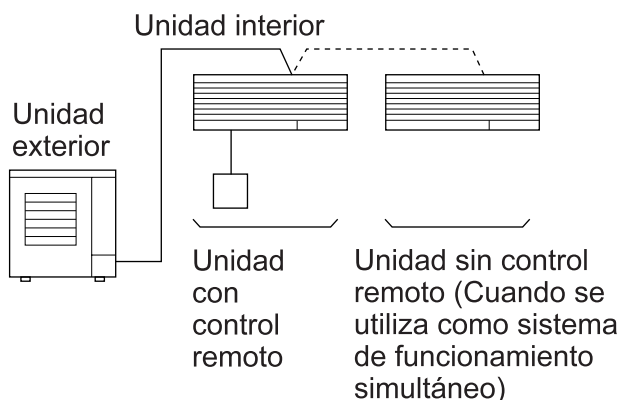 Unidad interior
Unidad
exterior
Unidad
con
control
remoto
Unidad sin control
remoto (Cuando se
utiliza como sistema
de funcionamiento
simultáneo)